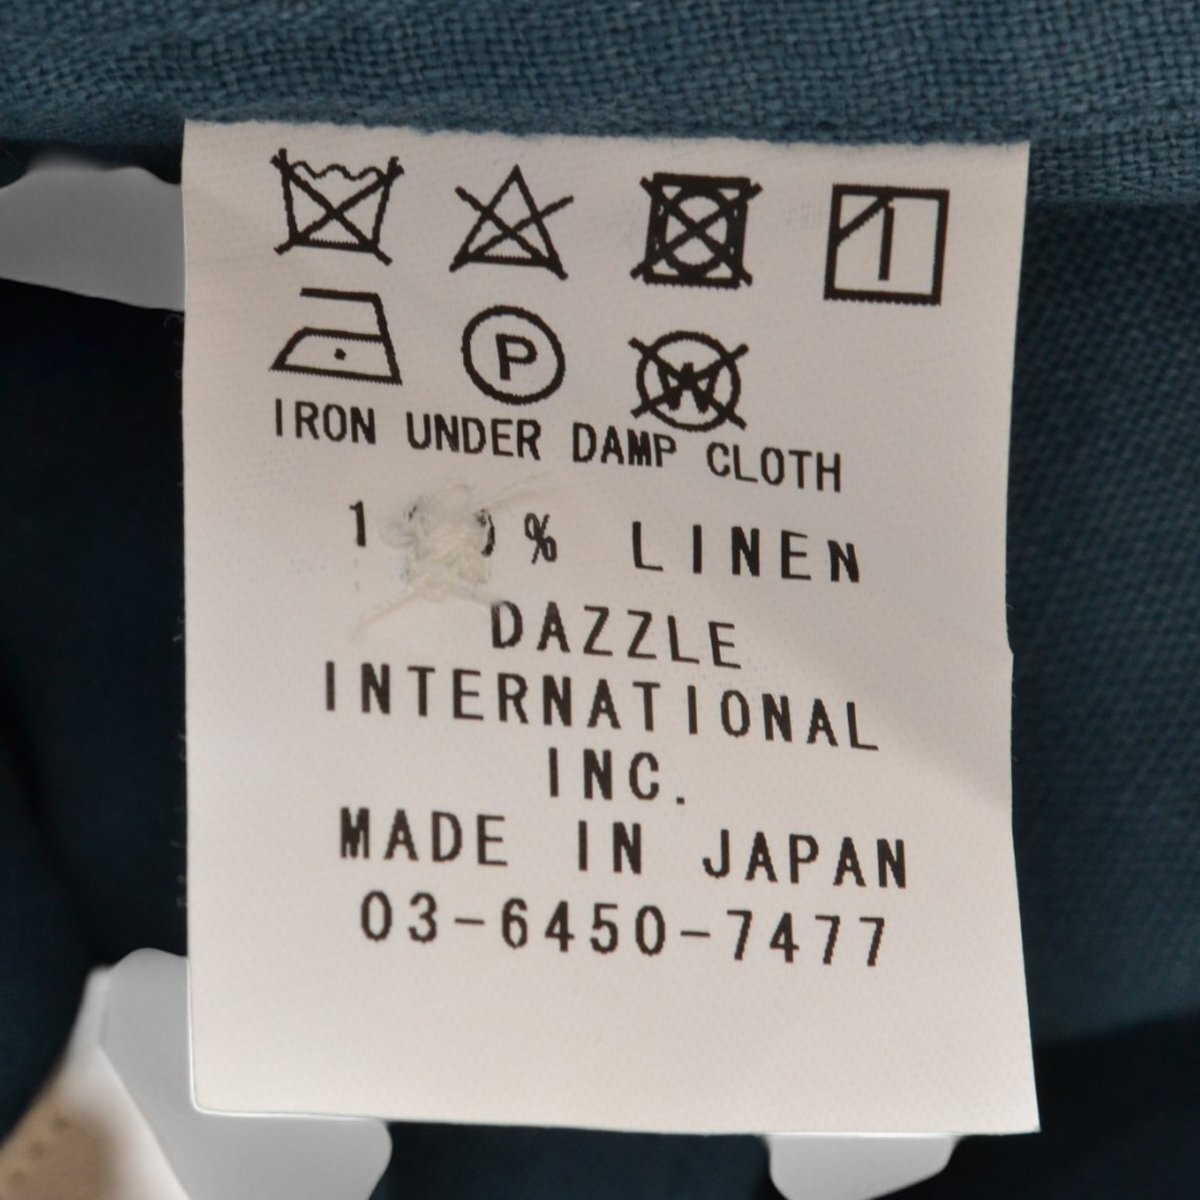 P
W
IRON UNDER DAMP CLOTH
% LINEN
DAZZLE
INTERNATIONAL
INC.
MADE IN JAPAN
03-6450-7477